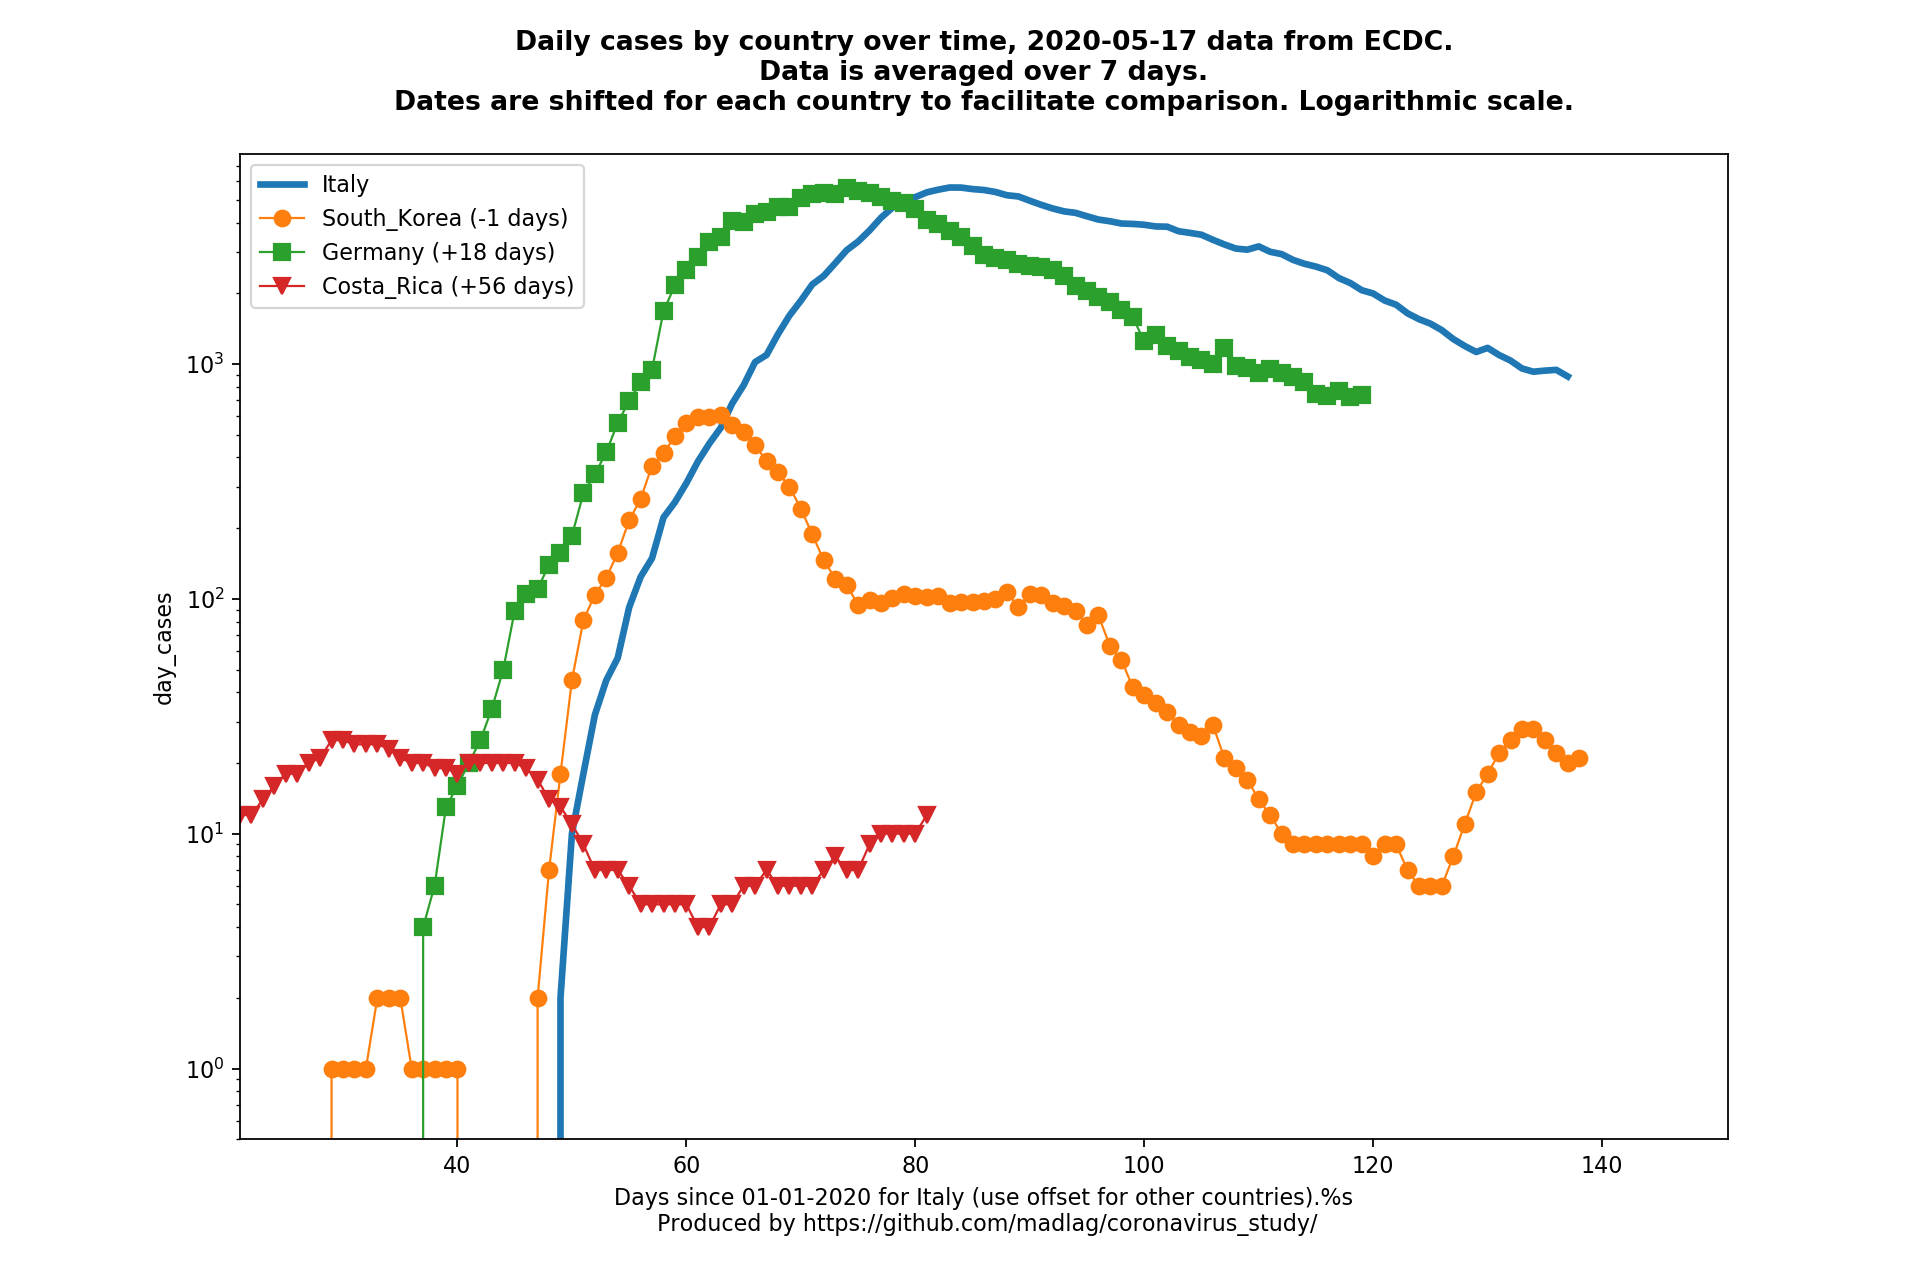 Daily cases by country over time, 2020-05-17 data from ECDC.
Data is averaged over 7 days.
Dates are shifted for each country to facilitate comparison. Logarithmic scale.
Italy
South_Korea (-1 days)
Germany (+18 days)
Costa_Rica (+56 days)
day_cases
10³
10²
10¹
10⁰
40 60 80 100 120 140
Days since 01-01-2020 for Italy (use offset for other countries).%s
Produced by https://github.com/madlag/coronavirus_study/